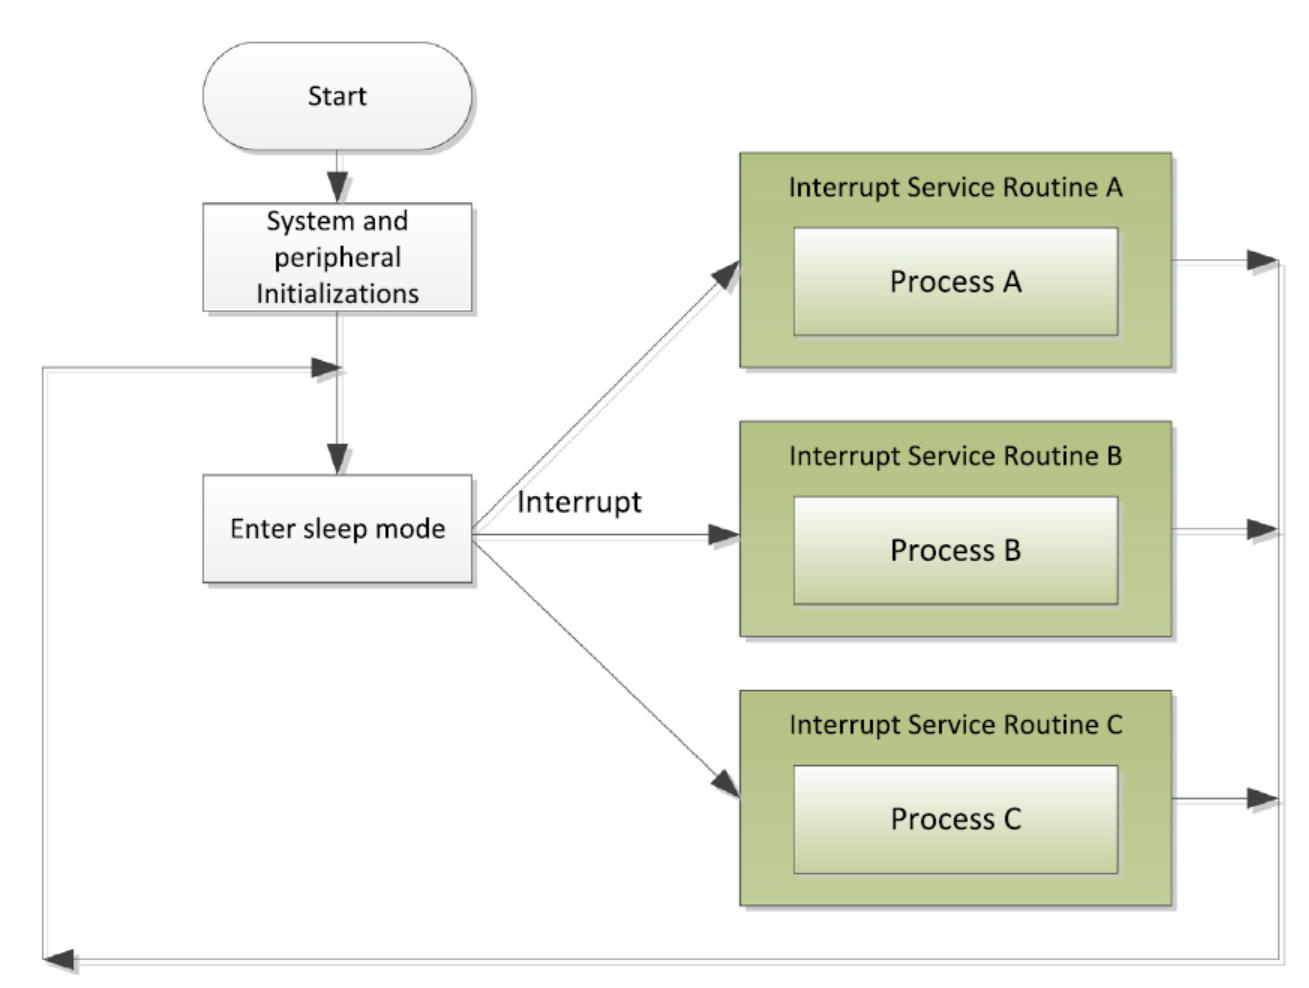 Start
System and
peripheral
Initializations
Enter sleep mode
Interrupt
Interrupt Service Routine A
Process A
Interrupt Service Routine B
Process B
Interrupt Service Routine C
Process C